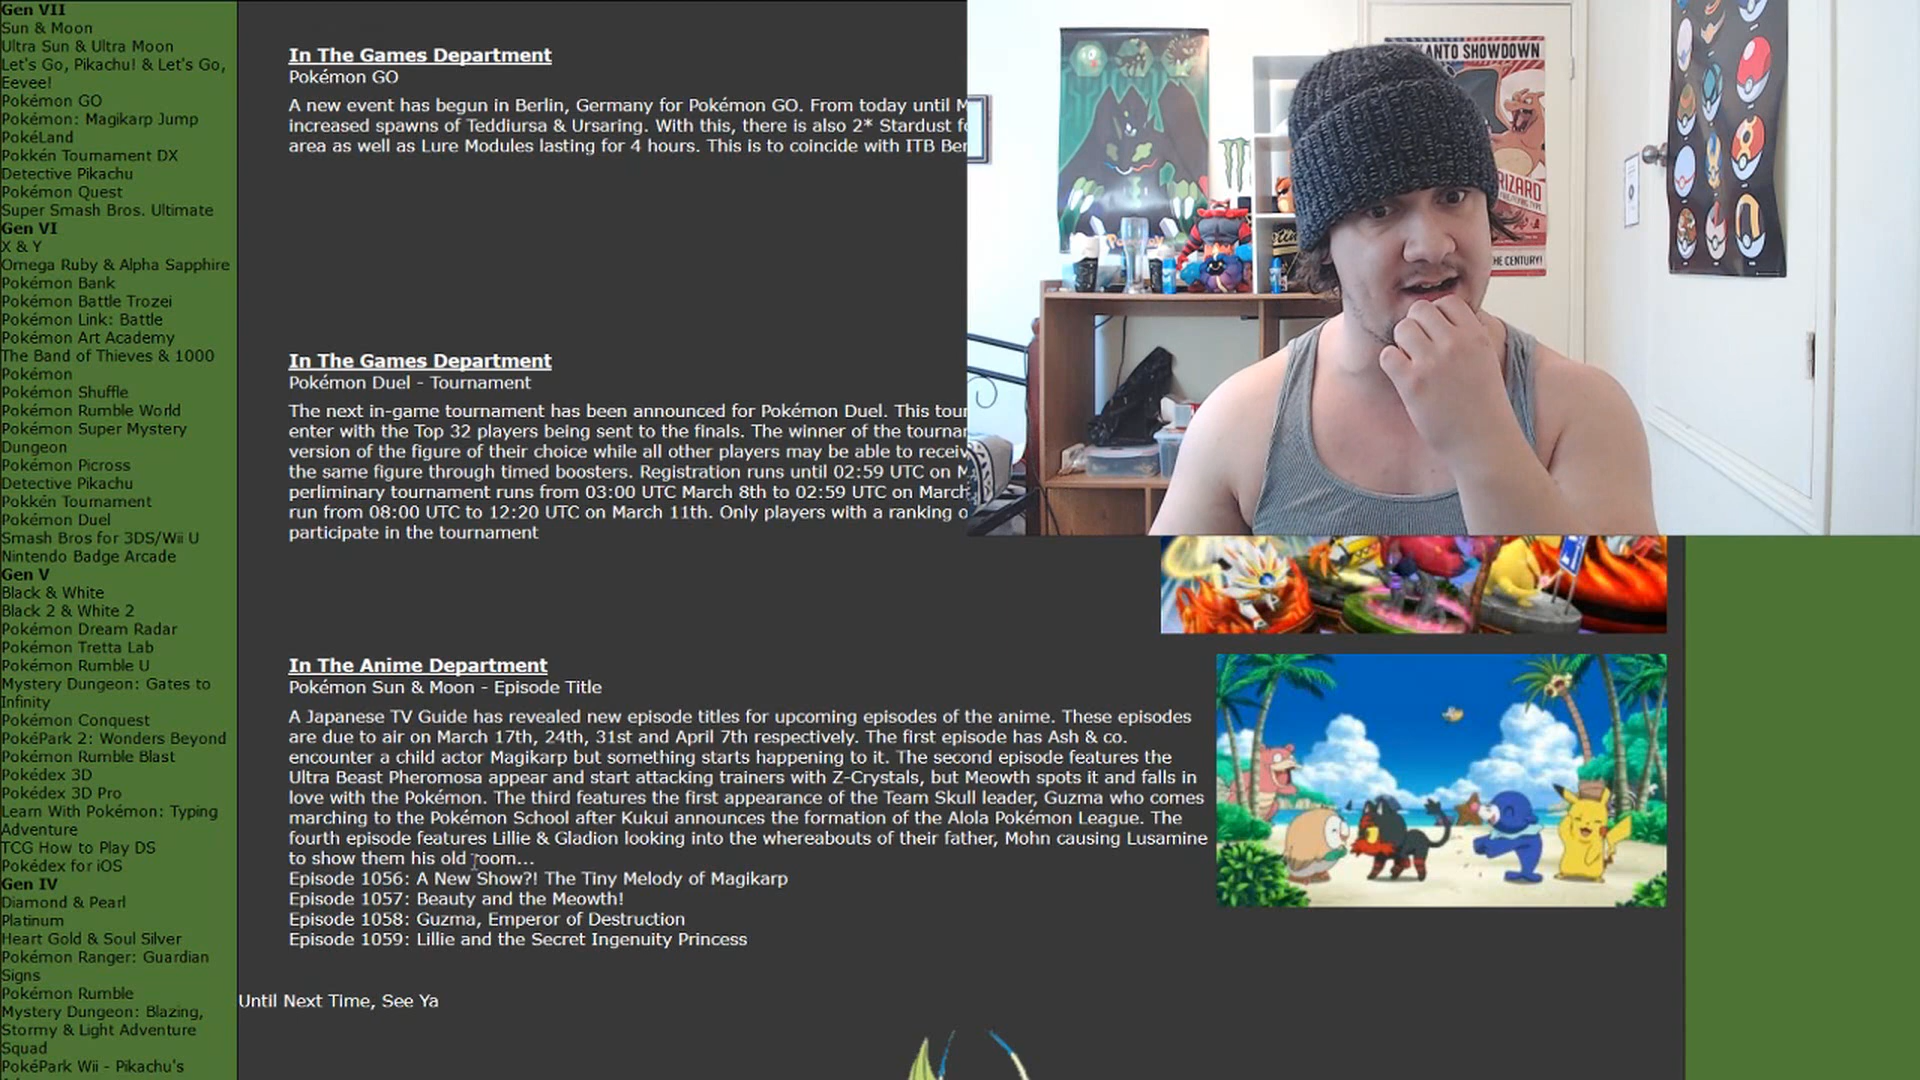 Gen VII
Sun & Moon
Ultra Sun & Ultra Moon
Let's Go, Pikachu! & Let's Go,
Eevee!
Pokémon GO
Pokémon: Magikarp Jump
PokéLand
Pokkén Tournament DX
Detective Pikachu
Pokémon Quest
Super Smash Bros. Ultimate
Gen VI
X & Y
Omega Ruby & Alpha Sapphire
Pokémon Bank
Pokémon Battle Trozei
Pokémon Link: Battle
Pokémon Art Academy
The Band of Thieves & 1000
Pokémon
Pokémon Shuffle
Pokémon Rumble World
Pokémon Super Mystery
Dungeon
Pokémon Picross
Detective Pikachu
Pokkén Tournament
Pokémon Duel
Smash Bros for 3DS/Wii U
Nintendo Badge Arcade
Gen V
Black & White
Black 2 & White 2
Pokémon Dream Radar
Pokémon Tretta Lab
Pokémon Rumble U
Mystery Dungeon: Gates to
Infinity
Pokémon Conquest
PokéPark 2: Wonders Beyond
Pokémon Rumble Blast
Pokédex 3D
Pokédex 3D Pro
Learn With Pokémon: Typing
Adventure
TCG How to Play DS
Pokédex for iOS
Gen IV
Diamond & Pearl
Platinum
Heart Gold & Soul Silver
Pokémon Ranger: Guardian
Signs
Pokémon Rumble
Mystery Dungeon: Blazing,
Stormy & Light Adventure
Squad
PokéPark Wii - Pikachu's
In The Games Department
Pokémon GO
A new event has begun in Berlin, Germany for Pokémon GO. From today until M
increased spawns of Teddiursa & Ursaring. With this, there is also 2* Stardust fo
area as well as Lure Modules lasting for 4 hours. This is to coincide with ITB Ber
In The Games Department
Pokémon Duel - Tournament
The next in-game tournament has been announced for Pokémon Duel. This tour
enter with the Top 32 players being sent to the finals. The winner of the tournar
version of the figure of their choice while all other players may be able to receiv
the same figure through timed boosters. Registration runs until 02:59 UTC on M
perliminary tournament runs from 03:00 UTC March 8th to 02:59 UTC on March
run from 08:00 UTC to 12:20 UTC on March 11th. Only players with a ranking o
participate in the tournament
In The Anime Department
Pokémon Sun & Moon - Episode Title
A Japanese TV Guide has revealed new episode titles for upcoming episodes of the anime. These episodes
are due to air on March 17th, 24th, 31st and April 7th respectively. The first episode has Ash & co.
encounter a child actor Magikarp but something starts happening to it. The second episode features the
Ultra Beast Pheromosa appear and start attacking trainers with Z-Crystals, but Meowth spots it and falls in
love with the Pokémon. The third features the first appearance of the Team Skull leader, Guzma who comes
marching to the Pokémon School after Kukui announces the formation of the Alola Pokémon League. The
fourth episode features Lillie & Gladion looking into the whereabouts of their father, Mohn causing Lusamine
to show them his old room...
Episode 1056: A New Show?! The Tiny Melody of Magikarp
Episode 1057: Beauty and the Meowth!
Episode 1058: Guzma, Emperor of Destruction
Episode 1059: Lillie and the Secret Ingenuity Princess
Until Next Time, See Ya
KANTO SHOWDOWN
RIZARD
HE CENTURY!